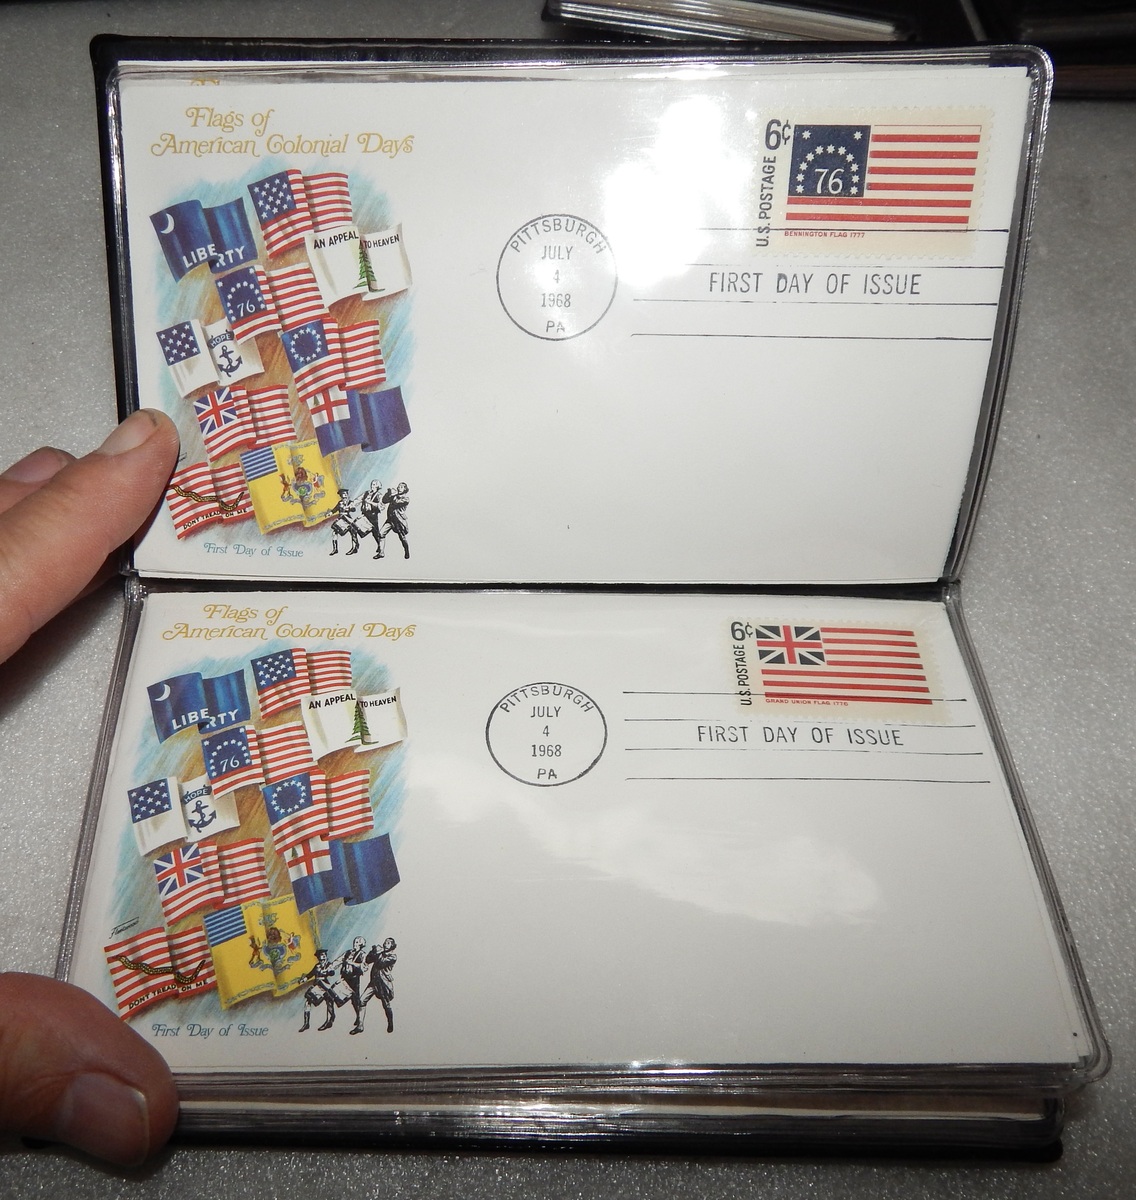 Flags of
American Colonial Days
6¢
U.S. POSTAGE
76
BENNINGTON FLAG 1777
PITTSBURGH
JULY
4
1968
PA
FIRST DAY OF ISSUE
LIBERTY
AN APPEAL TO HEAVEN
76
HOPE
DONT TREAD ON ME
First Day of Issue
Flags of
American Colonial Days
6¢
U.S. POSTAGE
GRAND UNION FLAG 1776
PITTSBURGH
JULY
4
1968
PA
FIRST DAY OF ISSUE
LIBERTY
AN APPEAL TO HEAVEN
76
HOPE
DONT TREAD ON ME
First Day of Issue